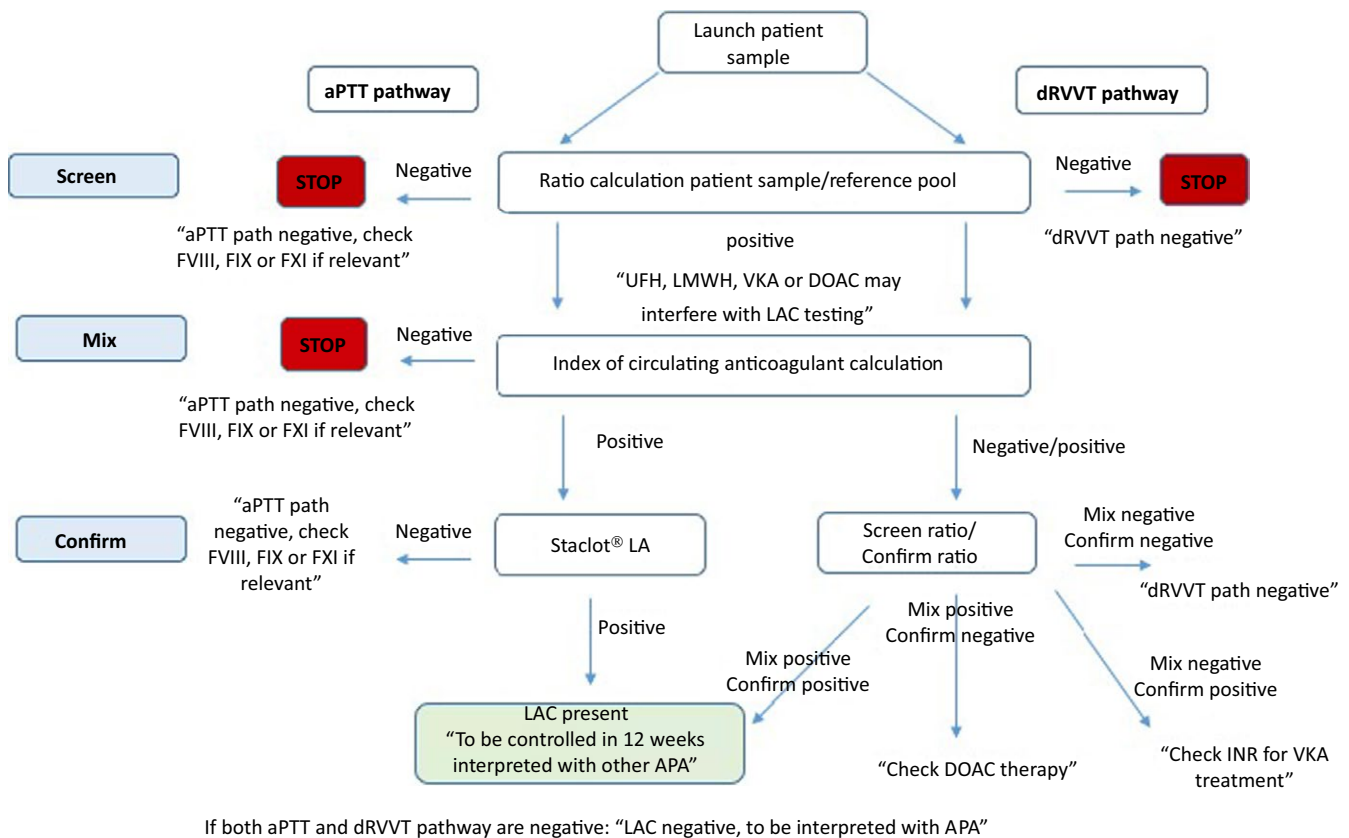 Launch patient
sample
aPTT pathway
dRVVT pathway
Screen
STOP
Negative
Ratio calculation patient sample/reference pool
Negative
STOP
“aPTT path negative, check
FVIII, FIX or FXI if relevant”
positive
“UFH, LMWH, VKA or DOAC may
interfere with LAC testing”
“dRVVT path negative”
Mix
STOP
Negative
Index of circulating anticoagulant calculation
“aPTT path negative, check
FVIII, FIX or FXI if relevant”
Positive
Negative/positive
Confirm
“aPTT path
negative, check
FVIII, FIX or FXI if
relevant”
Negative
Staclot® LA
Screen ratio/
Confirm ratio
Mix negative
Confirm negative
“dRVVT path negative”
Positive
Mix positive
Confirm positive
Mix positive
Confirm negative
Mix negative
Confirm positive
LAC present
“To be controlled in 12 weeks
interpreted with other APA”
“Check DOAC therapy”
“Check INR for VKA
treatment”
If both aPTT and dRVVT pathway are negative: “LAC negative, to be interpreted with APA”